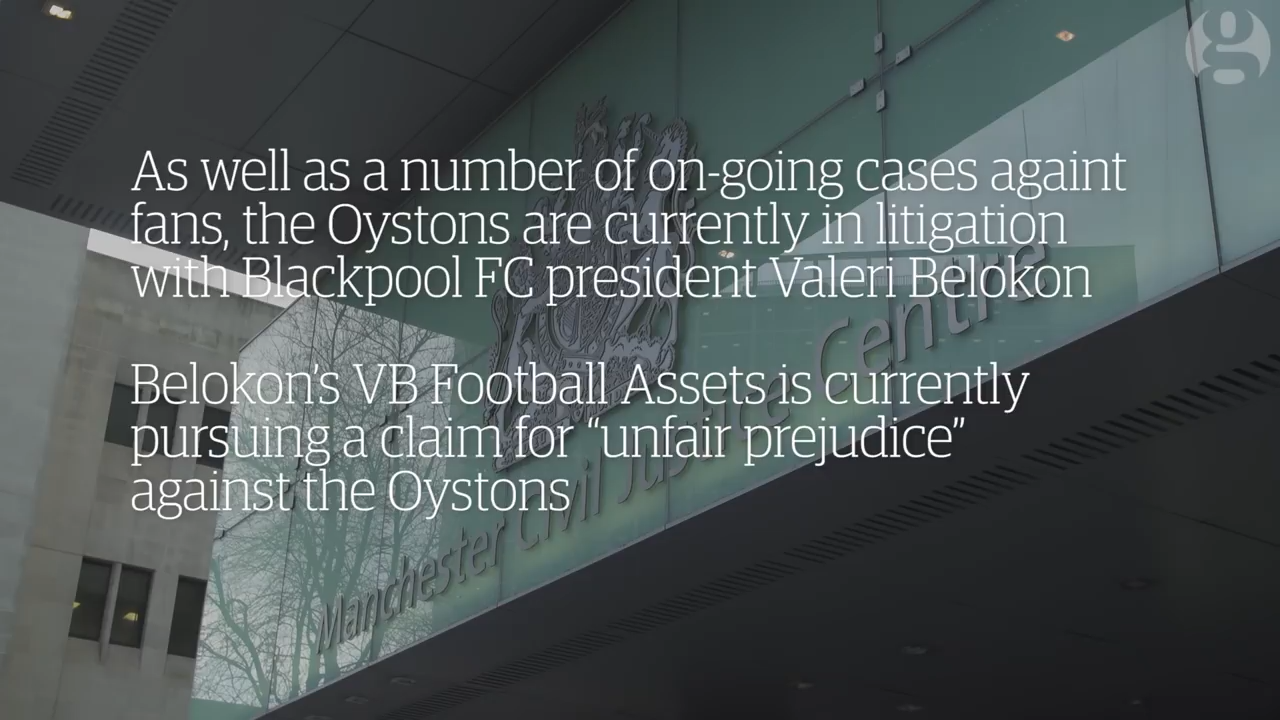 As well as a number of on-going cases againt
fans, the Oystons are currently in litigation
with Blackpool FC president Valeri Belokon
Belokon’s VB Football Assets is currently
pursuing a claim for “unfair prejudice”
against the Oystons
Manchester Civil Justice Centre
g